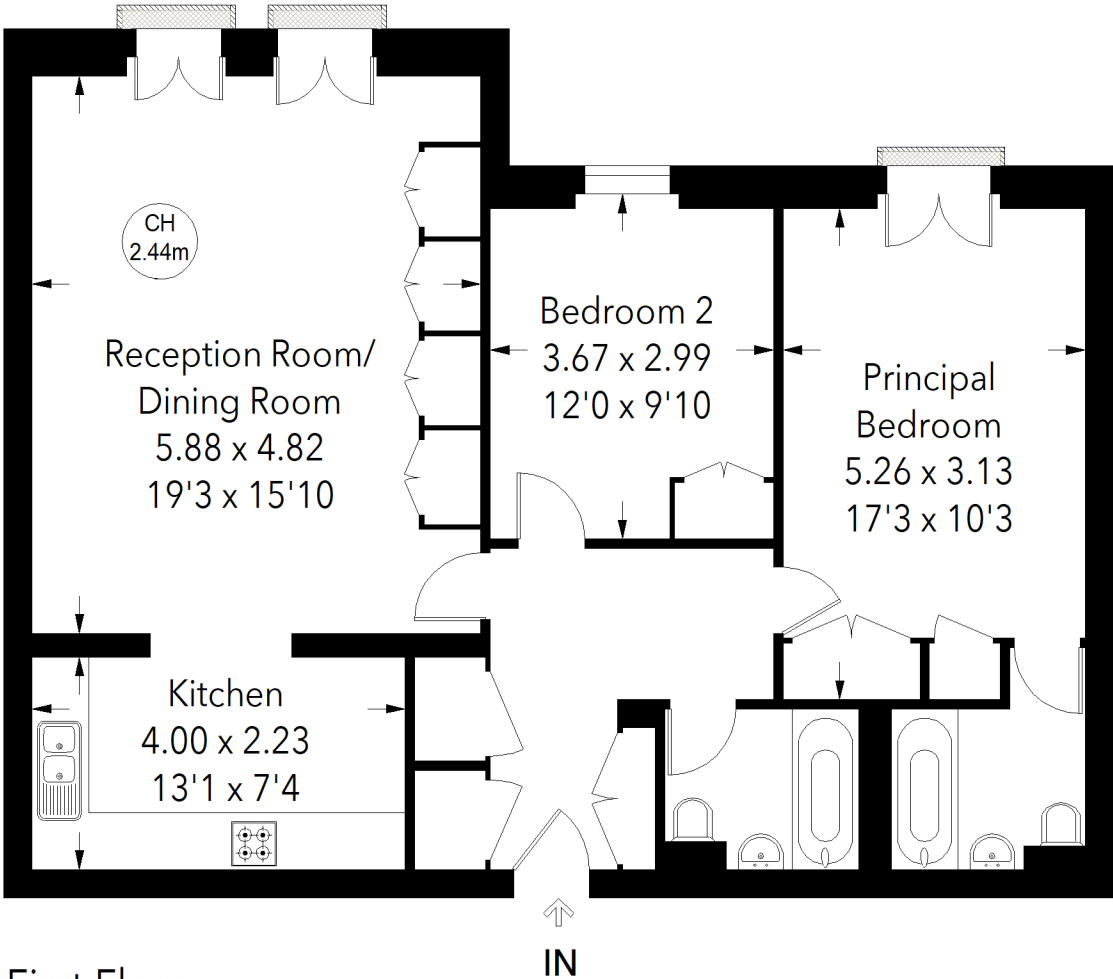 CH
2.44m
Reception Room/
Dining Room
5.88 x 4.82
19'3 x 15'10
Bedroom 2
3.67 x 2.99
12'0 x 9'10
Principal
Bedroom
5.26 x 3.13
17'3 x 10'3
Kitchen
4.00 x 2.23
13'1 x 7'4
IN
First